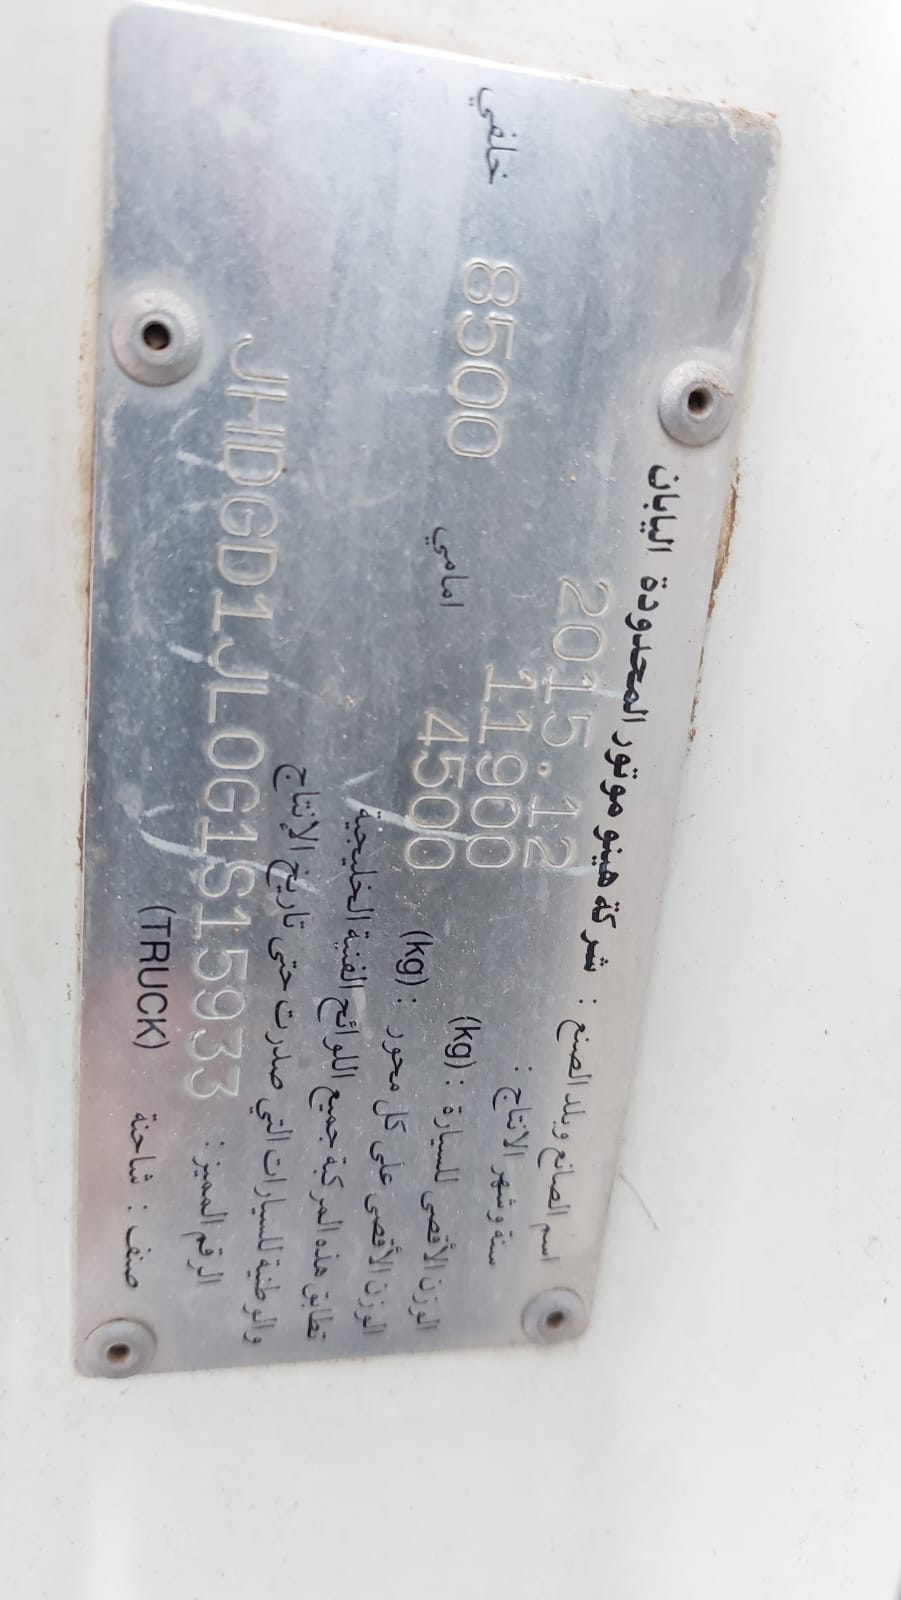 اسم الصانع وبلد الصنع : شركة هينو موتور المحدودة اليابان
سنة وشهر الانتاج : 2015.12
الوزن الأقصى للسيارة : (kg) 11900
الوزن الأقصى على كل محور : (kg) 4500 امامي 8500 خلفي
تطابق هذه المركبة جميع اللوائح الفنية الخليجية
والوطنية للسيارات التي صدرت حتى تاريخ الإنتاج
الرقم المميز : JHDGD1JL0G1S15933
صنف : شاحنة (TRUCK)